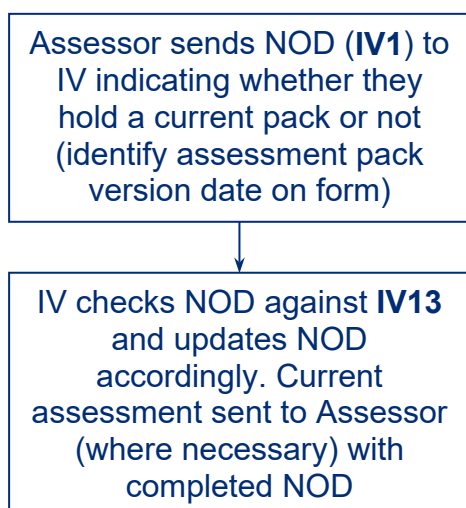 Assessor sends NOD (IV1) to
IV indicating whether they
hold a current pack or not
(identify assessment pack
version date on form)
IV checks NOD against IV13
and updates NOD
accordingly. Current
assessment sent to Assessor
(where necessary) with
completed NOD